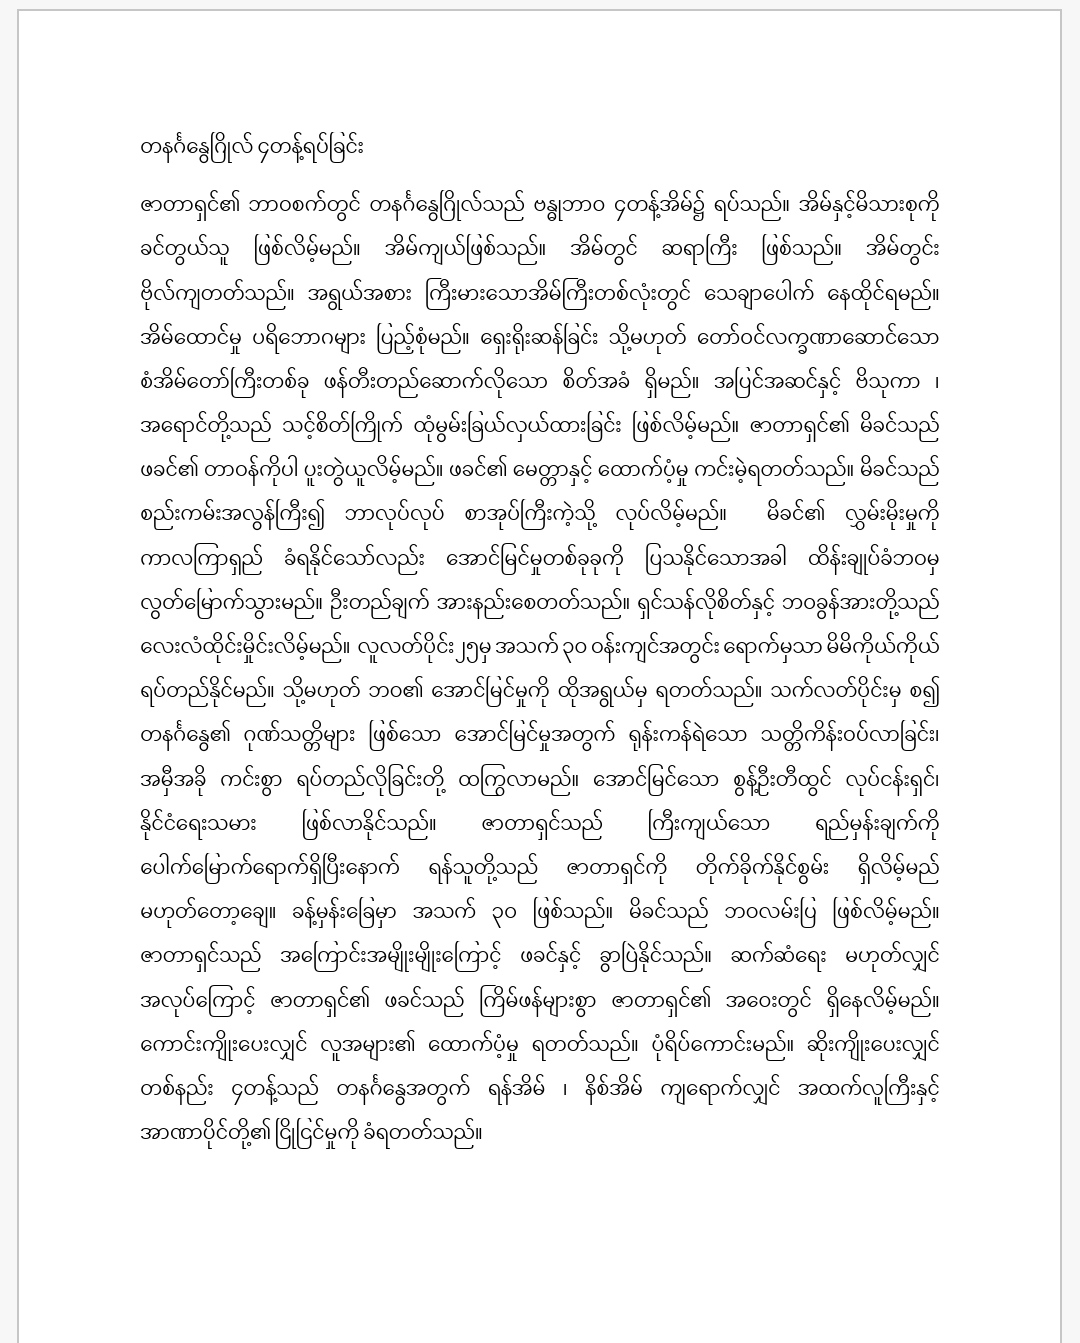 တနင်္ဂနွေဂြိုလ် ၄တန့်ရပ်ခြင်း
ဇာတာရှင်၏ ဘာဝစက်တွင် တနင်္ဂနွေဂြိုလ်သည် ဗန္ဓုဘာဝ ၄တန့်အိမ်၌ ရပ်သည်။ အိမ်နှင့်မိသားစုကို
ခင်တွယ်သူ ဖြစ်လိမ့်မည်။ အိမ်ကျယ်ဖြစ်သည်။ အိမ်တွင် ဆရာကြီး ဖြစ်သည်။ အိမ်တွင်း
ဗိုလ်ကျတတ်သည်။ အရွယ်အစား ကြီးမားသောအိမ်ကြီးတစ်လုံးတွင် သေချာပေါက် နေထိုင်ရမည်။
အိမ်ထောင်မှု ပရိဘောဂများ ပြည့်စုံမည်။ ရှေးရိုးဆန်ခြင်း သို့မဟုတ် တော်ဝင်လက္ခဏာဆောင်သော
စံအိမ်တော်ကြီးတစ်ခု ဖန်တီးတည်ဆောက်လိုသော စိတ်အခံ ရှိမည်။ အပြင်အဆင်နှင့် ဗိသုကာ ၊
အရောင်တို့သည် သင့်စိတ်ကြိုက် ထုံမွမ်းခြယ်လှယ်ထားခြင်း ဖြစ်လိမ့်မည်။ ဇာတာရှင်၏ မိခင်သည်
ဖခင်၏ တာဝန်ကိုပါ ပူးတွဲယူလိမ့်မည်။ ဖခင်၏ မေတ္တာနှင့် ထောက်ပံ့မှု ကင်းမဲ့ရတတ်သည်။ မိခင်သည်
စည်းကမ်းအလွန်ကြီး၍ ဘာလုပ်လုပ် စာအုပ်ကြီးကဲ့သို့ လုပ်လိမ့်မည်။ မိခင်၏ လွှမ်းမိုးမှုကို
ကာလကြာရှည် ခံရနိုင်သော်လည်း အောင်မြင်မှုတစ်ခုခုကို ပြသနိုင်သောအခါ ထိန်းချုပ်ခံဘဝမှ
လွတ်မြောက်သွားမည်။ ဦးတည်ချက် အားနည်းစေတတ်သည်။ ရှင်သန်လိုစိတ်နှင့် ဘဝခွန်အားတို့သည်
လေးလံထိုင်းမှိုင်းလိမ့်မည်။ လူလတ်ပိုင်း၂၅မှ အသက် ၃၀ ဝန်းကျင်အတွင်း ရောက်မှသာ မိမိကိုယ်ကိုယ်
ရပ်တည်နိုင်မည်။ သို့မဟုတ် ဘဝ၏ အောင်မြင်မှုကို ထိုအရွယ်မှ ရတတ်သည်။ သက်လတ်ပိုင်းမှ စ၍
တနင်္ဂနွေ၏ ဂုဏ်သတ္တိများ ဖြစ်သော အောင်မြင်မှုအတွက် ရုန်းကန်ရဲသော သတ္တိကိန်းဝပ်လာခြင်း၊
အမှီအခို ကင်းစွာ ရပ်တည်လိုခြင်းတို့ ထကြွလာမည်။ အောင်မြင်သော စွန့်ဦးတီထွင် လုပ်ငန်းရှင်၊
နိုင်ငံရေးသမား ဖြစ်လာနိုင်သည်။ ဇာတာရှင်သည် ကြီးကျယ်သော ရည်မှန်းချက်ကို
ပေါက်မြောက်ရောက်ရှိပြီးနောက် ရန်သူတို့သည် ဇာတာရှင်ကို တိုက်ခိုက်နိုင်စွမ်း ရှိလိမ့်မည်
မဟုတ်တော့ချေ။ ခန့်မှန်းခြေမှာ အသက် ၃၀ ဖြစ်သည်။ မိခင်သည် ဘဝလမ်းပြ ဖြစ်လိမ့်မည်။
ဇာတာရှင်သည် အကြောင်းအမျိုးမျိုးကြောင့် ဖခင်နှင့် ခွာပြဲနိုင်သည်။ ဆက်ဆံရေး မဟုတ်လျှင်
အလုပ်ကြောင့် ဇာတာရှင်၏ ဖခင်သည် ကြိမ်ဖန်များစွာ ဇာတာရှင်၏ အဝေးတွင် ရှိနေလိမ့်မည်။
ကောင်းကျိုးပေးလျှင် လူအများ၏ ထောက်ပံ့မှု ရတတ်သည်။ ပုံရိပ်ကောင်းမည်။ ဆိုးကျိုးပေးလျှင်
တစ်နည်း ၄တန့်သည် တနင်္ဂနွေအတွက် ရန်အိမ် ၊ နိစ်အိမ် ကျရောက်လျှင် အထက်လူကြီးနှင့်
အာဏာပိုင်တို့၏ ငြိုငြင်မှုကို ခံရတတ်သည်။